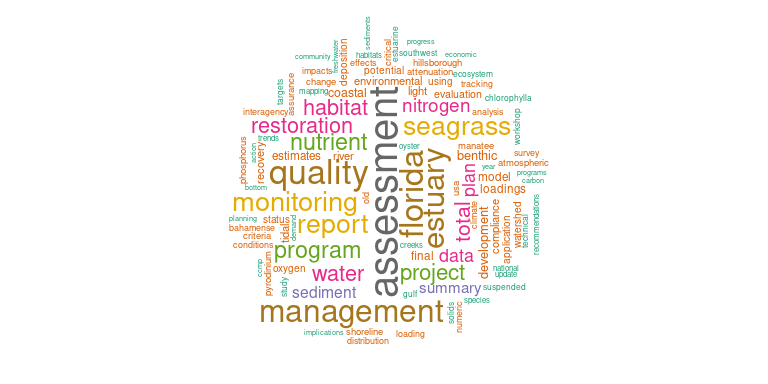 sediments
progress
community
freshwater
deposition
habitats
critical
estuarine
southwest
economic
effects
hillsborough
impacts
potential
attenuation
ecosystem
targets
assurance
change
environmental
using
tracking
mapping
coastal
light
evaluation
chlorophylla
interagency
habitat
assessment
nitrogen
analysis
workshop
restoration
seagrass
phosphorus
action
trends
nutrient
oyster
manatee
survey
recovery
estimates
river
florida
estuary
benthic
atmospheric
bottom
quality
year
plan
model
programs
carbon
monitoring
old
usa
loadings
planning
status
report
total
climate
development
compliance
application
watershed
technical
recommendations
bahamense
criteria
tidal
demand
conditions
program
creeks
final
data
ccmp
pyrodinium
oxygen
water
project
national
update
study
sediment
gulf
summary
suspended
management
solids
numeric
species
implications
shoreline
loading
distribution